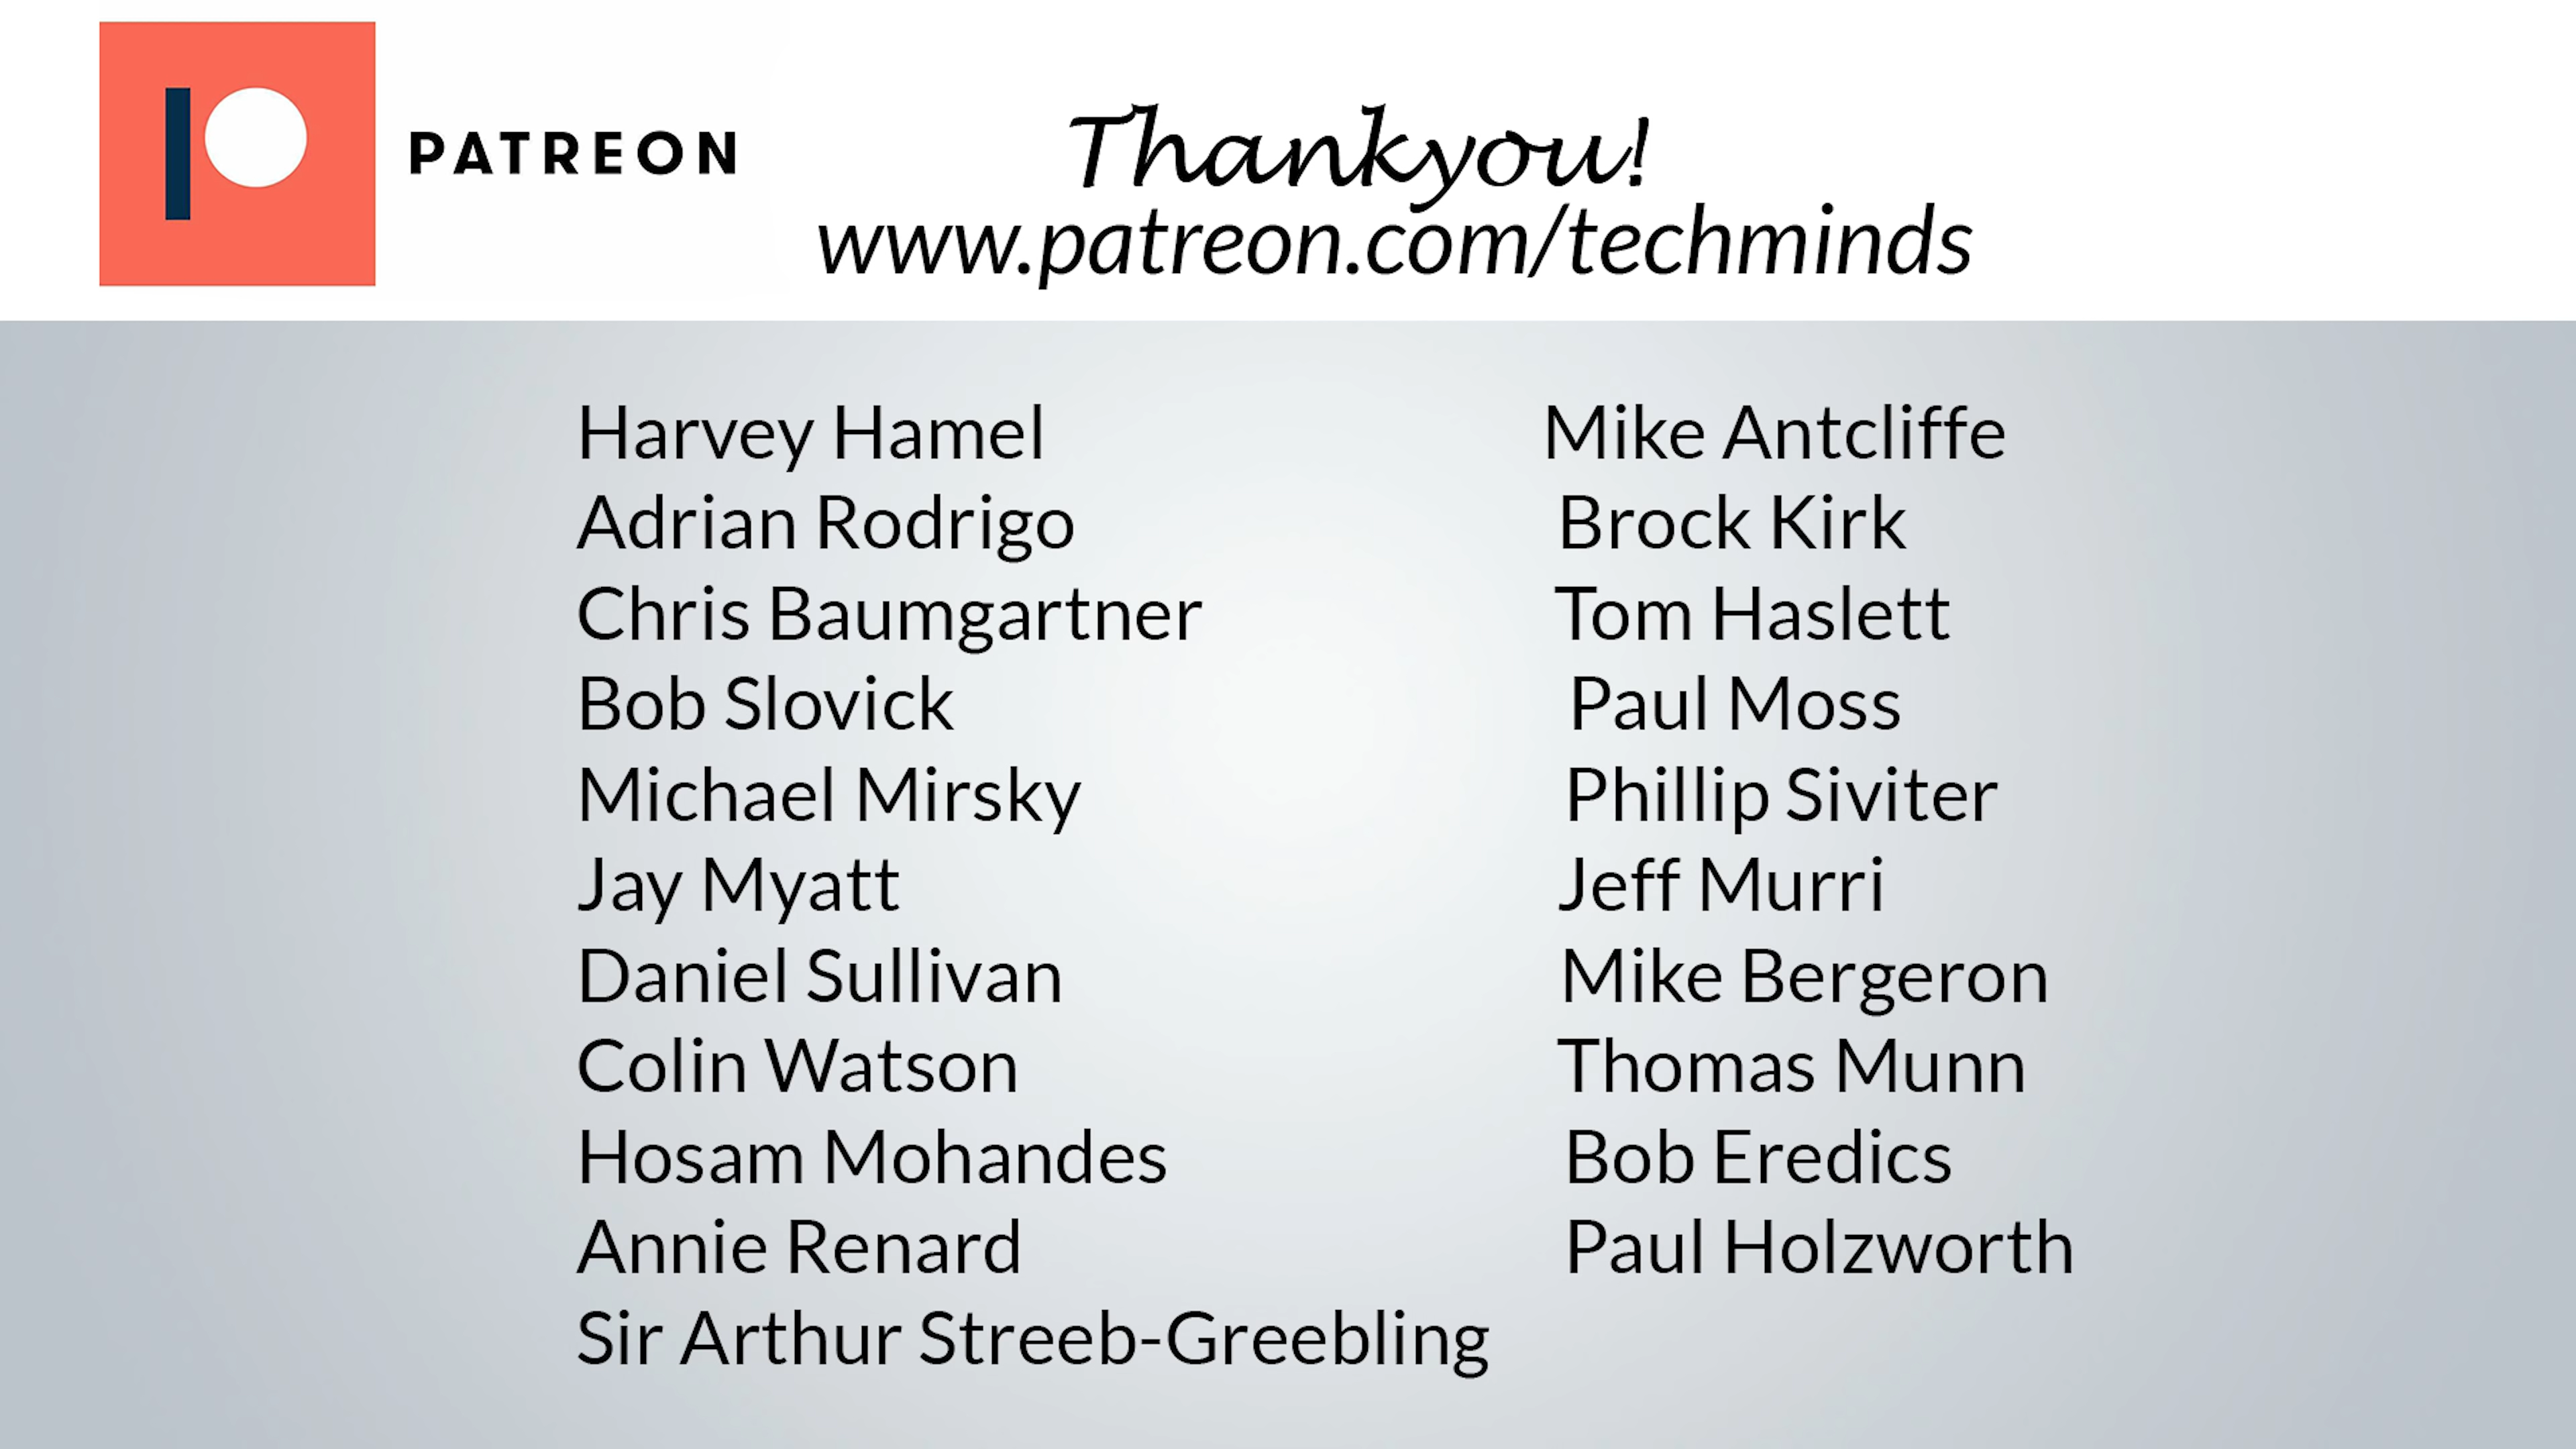 PATREON
Thankyou!
www.patreon.com/techminds
Harvey Hamel
Adrian Rodrigo
Chris Baumgartner
Bob Slovick
Michael Mirsky
Jay Myatt
Daniel Sullivan
Colin Watson
Hosam Mohandes
Annie Renard
Sir Arthur Streeb-Greebling
Mike Antcliffe
Brock Kirk
Tom Haslett
Paul Moss
Phillip Siviter
Jeff Murri
Mike Bergeron
Thomas Munn
Bob Eredics
Paul Holzworth